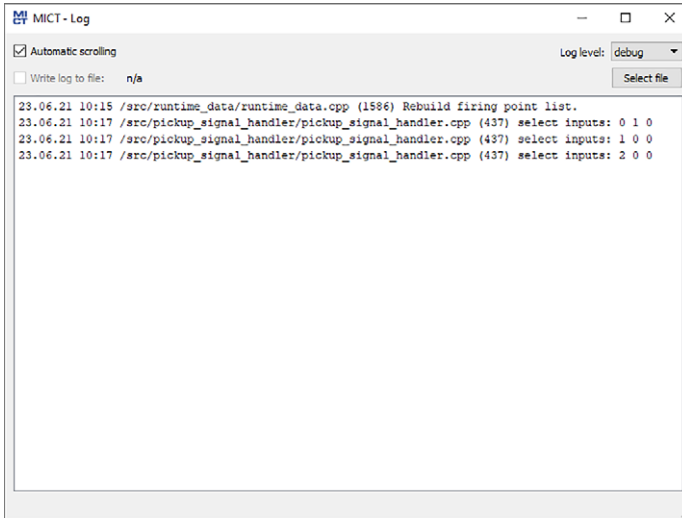 MICT MICT - Log
Automatic scrolling Log level: debug
Write log to file: n/a Select file
23.06.21 10:15 /src/runtime_data/runtime_data.cpp (1586) Rebuild firing point list.
23.06.21 10:17 /src/pickup_signal_handler/pickup_signal_handler.cpp (437) select inputs: 0 1 0
23.06.21 10:17 /src/pickup_signal_handler/pickup_signal_handler.cpp (437) select inputs: 1 0 0
23.06.21 10:17 /src/pickup_signal_handler/pickup_signal_handler.cpp (437) select inputs: 2 0 0